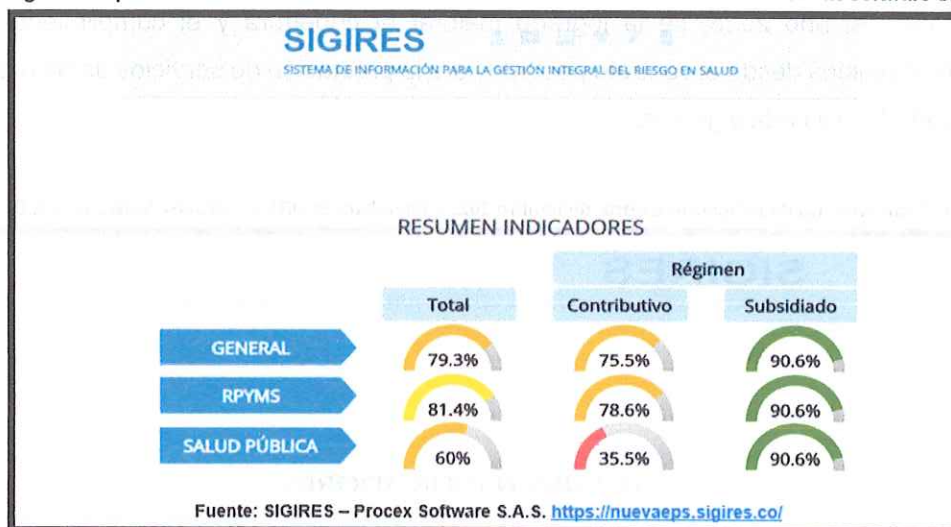 SIGIRES
SISTEMA DE INFORMACIÓN PARA LA GESTIÓN INTEGRAL DEL RIESGO EN SALUD
RESUMEN INDICADORES
Régimen
Total Contributivo Subsidiado
GENERAL 79.3% 75.5% 90.6%
RPYMS 81.4% 78.6% 90.6%
SALUD PÚBLICA 60% 35.5% 90.6%
Fuente: SIGIRES – Procex Software S.A.S. https://nuevaeps.sigires.co/